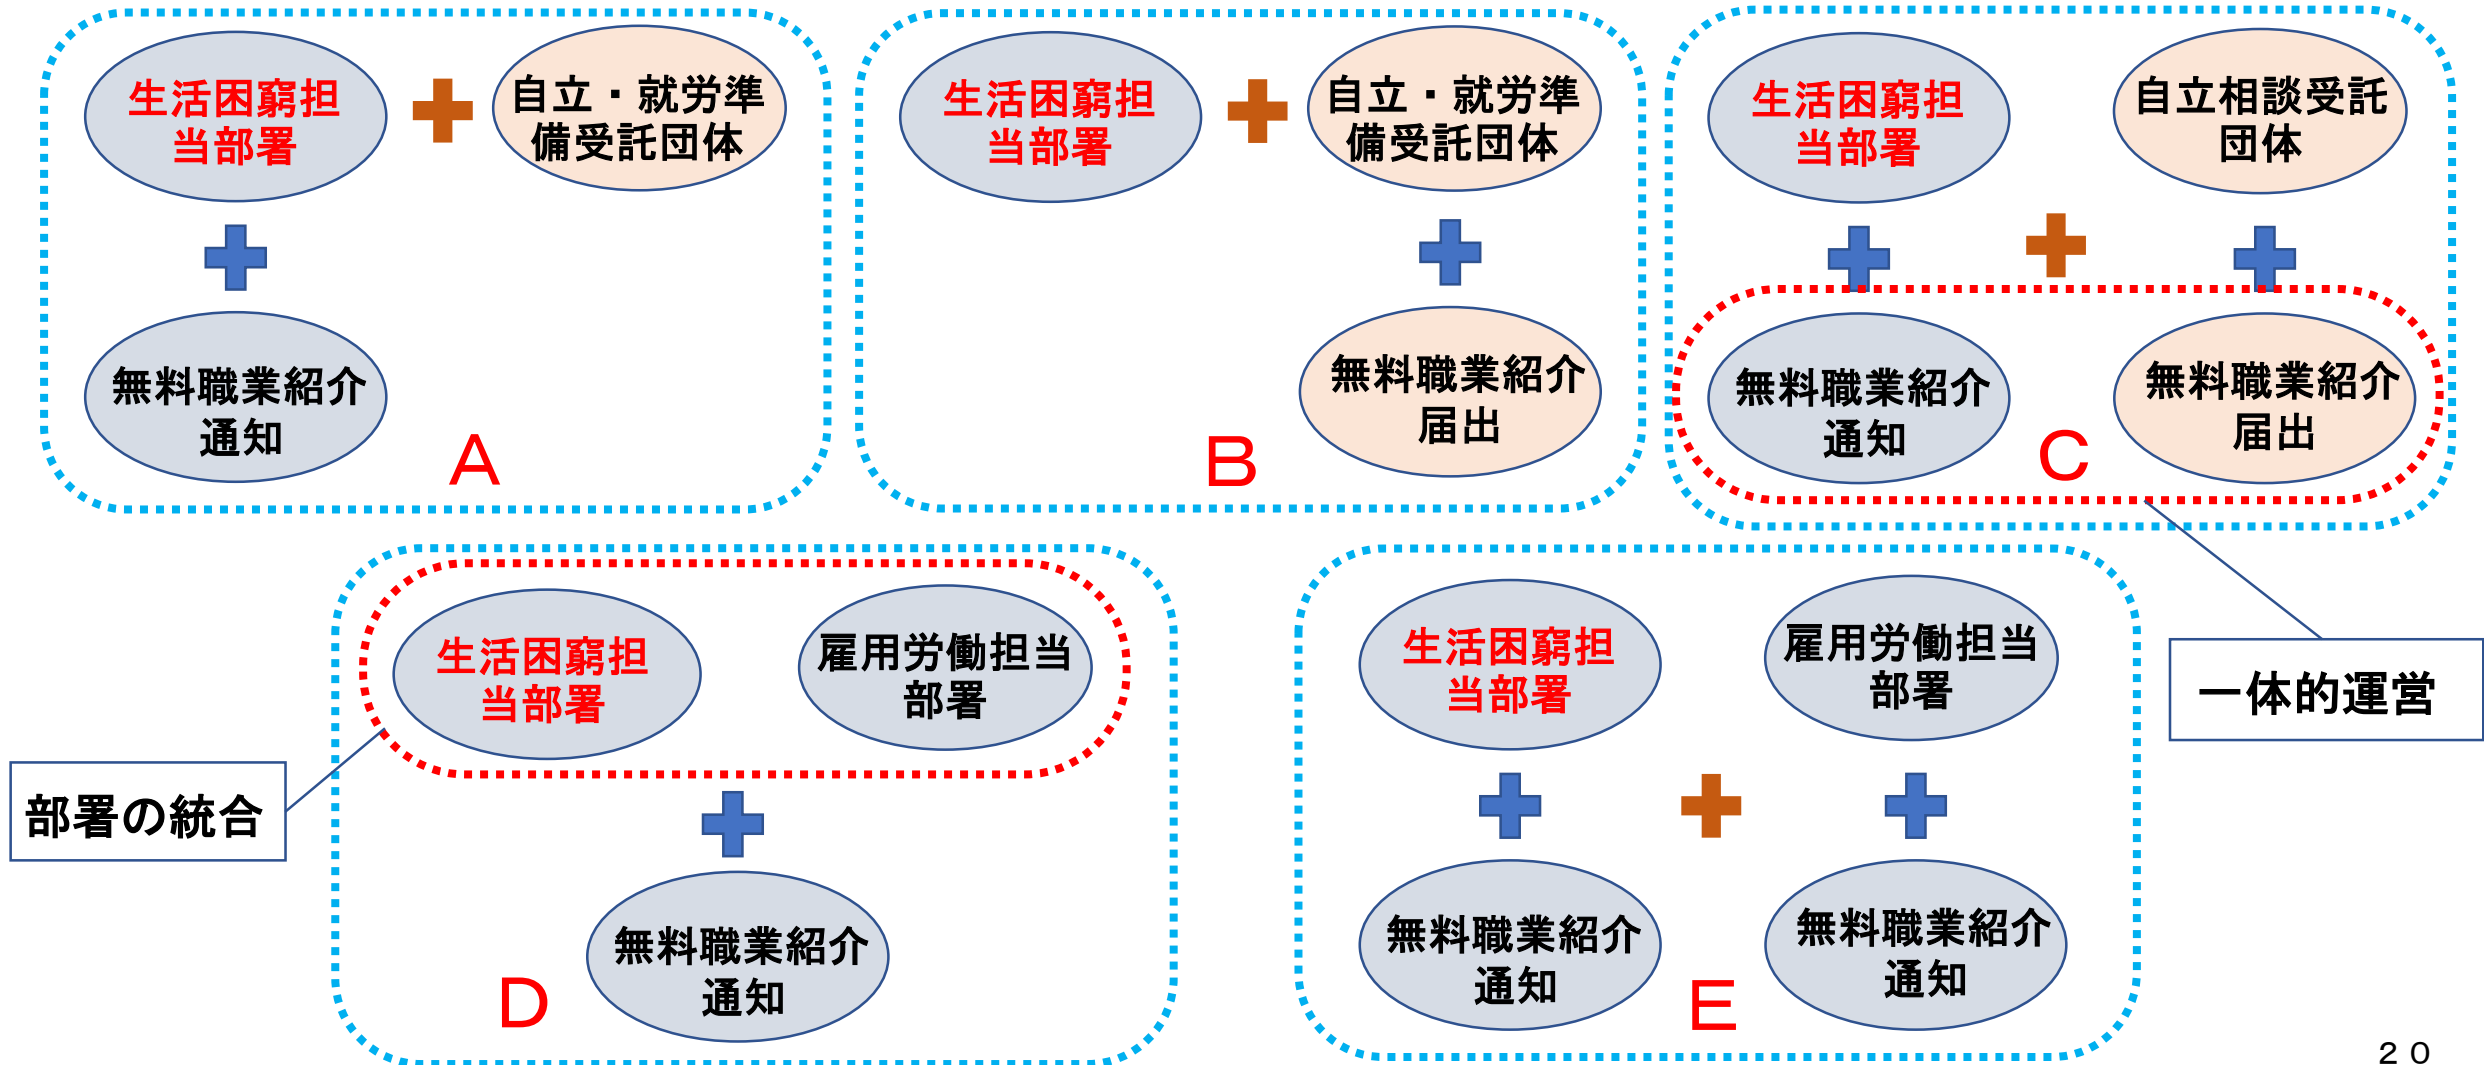 生活困窮担
当部署
自立・就労準
備受託団体
無料職業紹介
通知
A
生活困窮担
当部署
自立・就労準
備受託団体
無料職業紹介
届出
B
生活困窮担
当部署
自立相談受託
団体
無料職業紹介
通知
C
無料職業紹介
届出
生活困窮担
当部署
雇用労働担当
部署
部署の統合
無料職業紹介
通知
D
生活困窮担
当部署
雇用労働担当
部署
一体的運営
無料職業紹介
通知
E
無料職業紹介
通知
２０